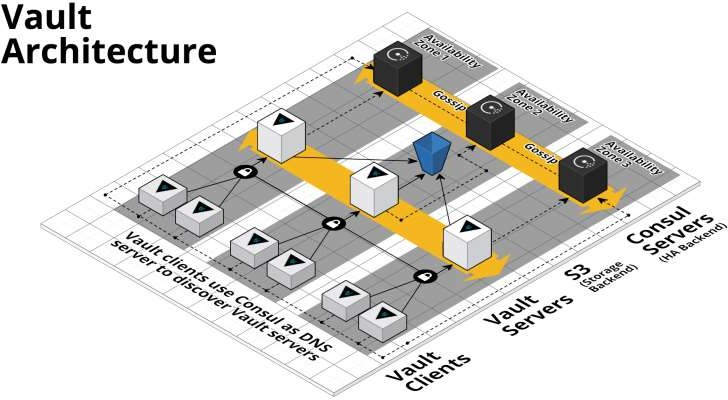 Vault
Architecture
Availability
Zone 1
Gossip
Availability
Zone 2
Gossip
Availability
Zone 3
Consul
Servers
(HA Backend)
S3
(Storage
Backend)
Vault
Servers
Vault
Clients
Vault clients use Consul as DNS
server to discover Vault servers